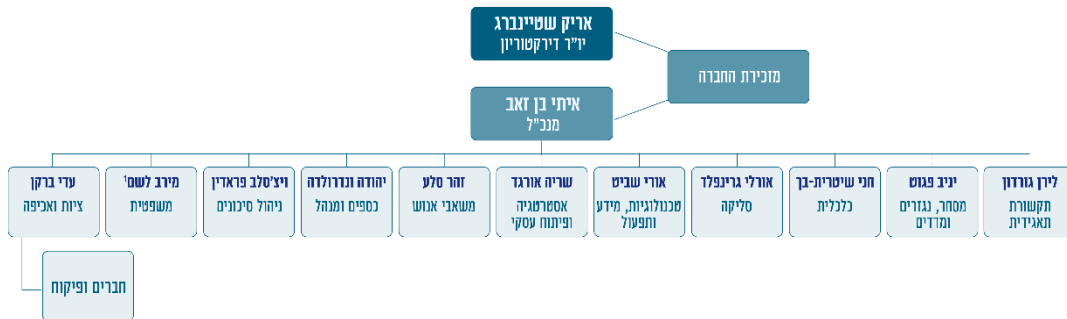 אריק שטיינברג
יו"ר דירקטוריון
מזכירת החברה
איתי בן זאב
מנכ"ל
לירן גורדון
תקשורת
תאגידית
יניב פגוט
מסחר, נגזרים
ומדדים
חני שיטרית-בך
כלכלית
אורלי גרינפלד
סליקה
אורי שביט
טכנולוגיות, מידע
ותפעול
שריה אורגד
אסטרטגיה
ופיתוח עסקי
זהר סלע
משאבי אנוש
יהודה ונדרולדה
כספים ומנהל
ויצ'סלב פראדין
ניהול סיכונים
מירב לשם¹
משפטית
עדי ברקן
ציות ואכיפה
חברים ופיקוח